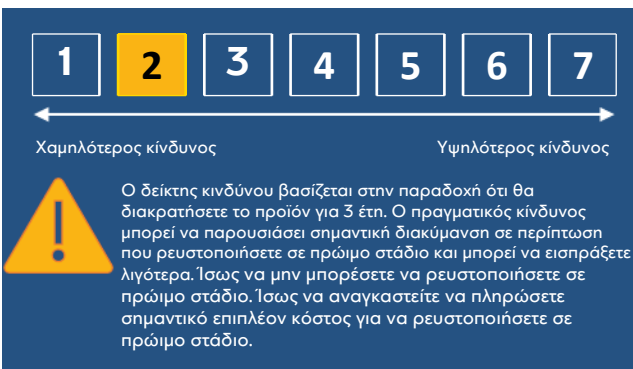 1 2 3 4 5 6 7
Χαμηλότερος κίνδυνος Υψηλότερος κίνδυνος
Ο δείκτης κινδύνου βασίζεται στην παραδοχή ότι θα
διακρατήσετε το προϊόν για 3 έτη. Ο πραγματικός κίνδυνος
μπορεί να παρουσιάσει σημαντική διακύμανση σε περίπτωση
που ρευστοποιήσετε σε πρώιμο στάδιο και μπορεί να εισπράξετε
λιγότερα. Ίσως να μην μπορέσετε να ρευστοποιήσετε σε
πρώιμο στάδιο. Ίσως να αναγκαστείτε να πληρώσετε
σημαντικό επιπλέον κόστος για να ρευστοποιήσετε σε
πρώιμο στάδιο.